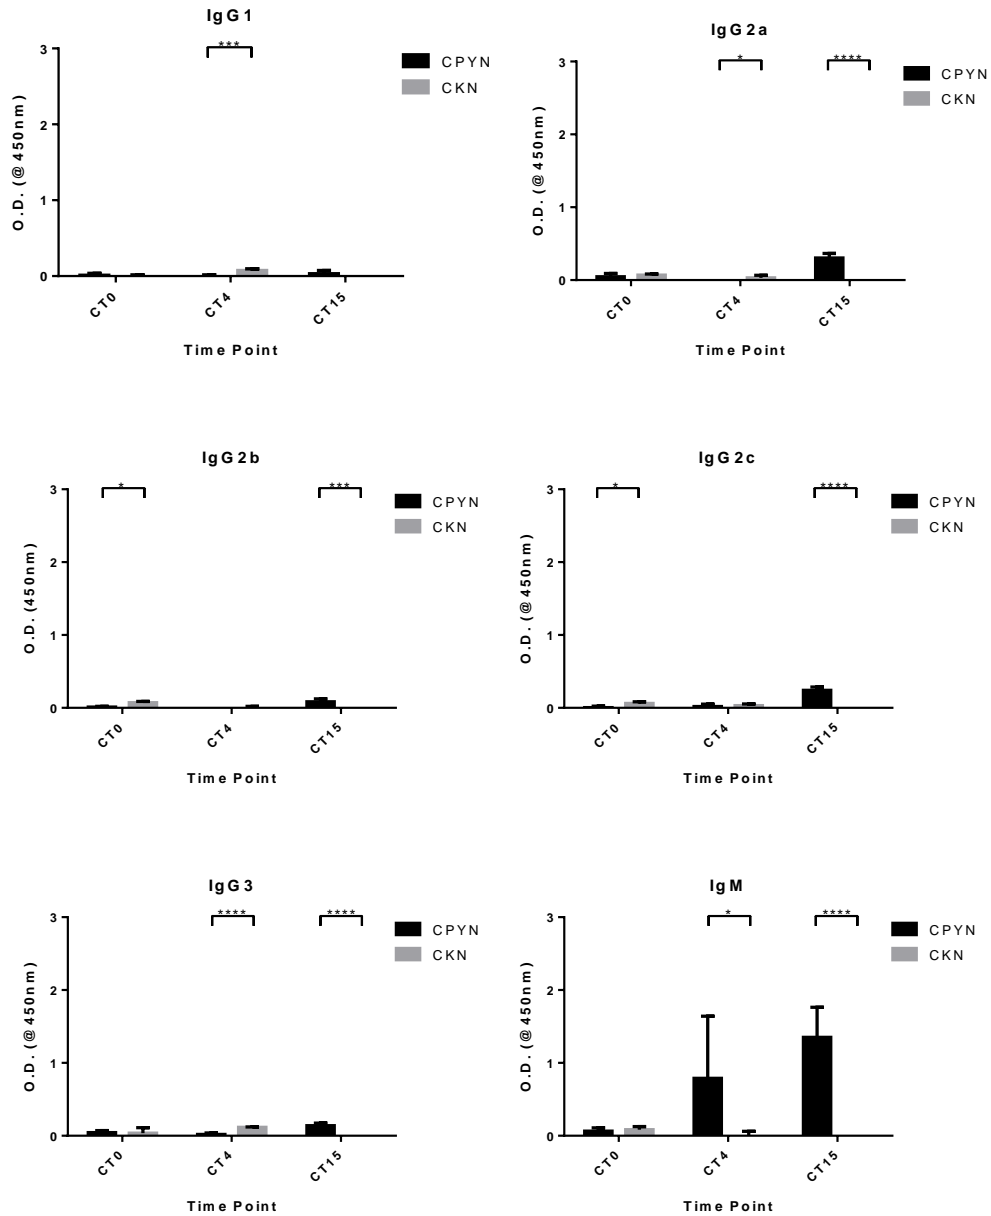 IgG1
***
3
2
1
0
O.D. (@450nm)
CPYN
CKN
CT0
CT4
CT15
Time Point
IgG2a
*
****
3
2
1
0
O.D. (@450nm)
CPYN
CKN
CT0
CT4
CT15
Time Point
IgG2b
*
***
3
2
1
0
O.D. (450nm)
CPYN
CKN
CT0
CT4
CT15
Time Point
IgG2c
*
****
3
2
1
0
O.D. (@450nm)
CPYN
CKN
CT0
CT4
CT15
Time Point
IgG3
****
****
3
2
1
0
O.D. (@450nm)
CPYN
CKN
CT0
CT4
CT15
Time Point
IgM
*
****
3
2
1
0
O.D. (@450nm)
CPYN
CKN
CT0
CT4
CT15
Time Point